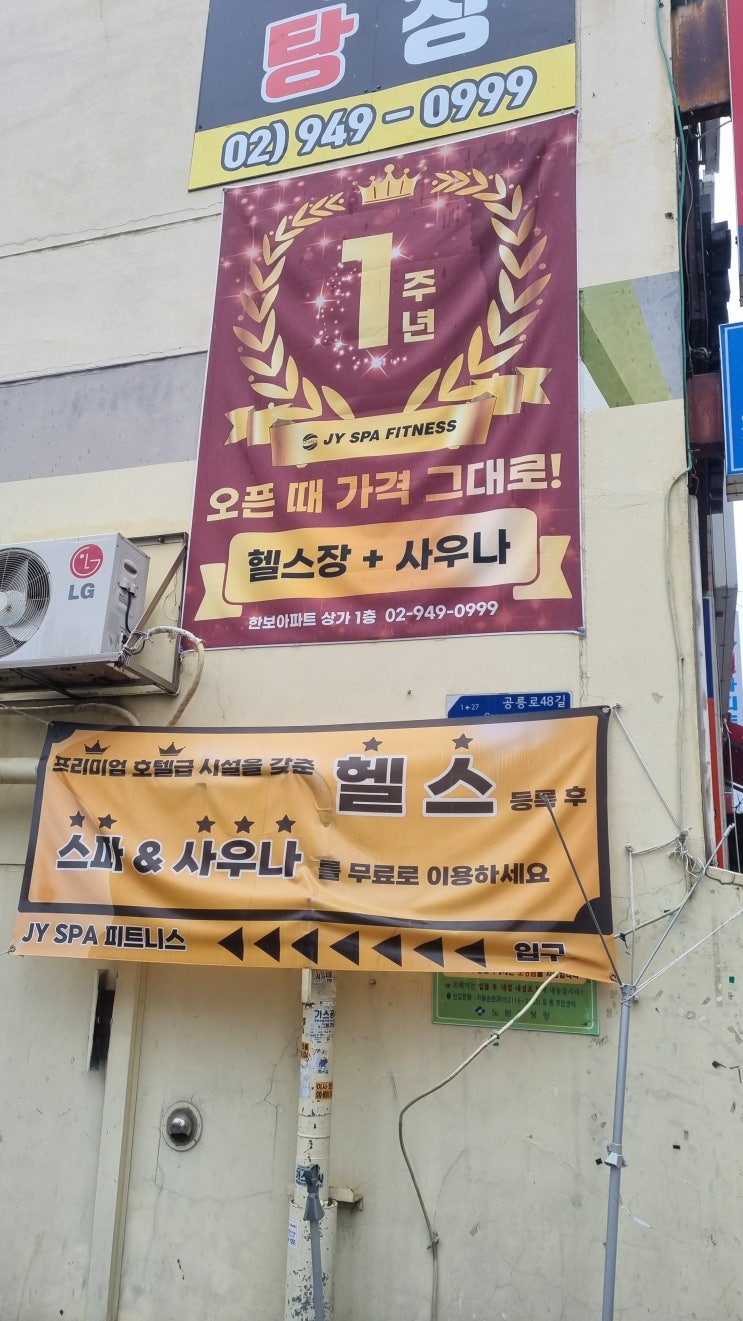 탕
02) 949-0999
1주년
JY SPA FITNESS
오픈 때 가격 그대로!
헬스장 + 사우나
한보아파트 상가 1층 02-949-0999
LG
1←27 공릉로48길
프리미엄 호텔급 시설을 갖춘 헬스 등록 후
스파 & 사우나 를 무료로 이용하세요
JY SPA 피트니스 입구